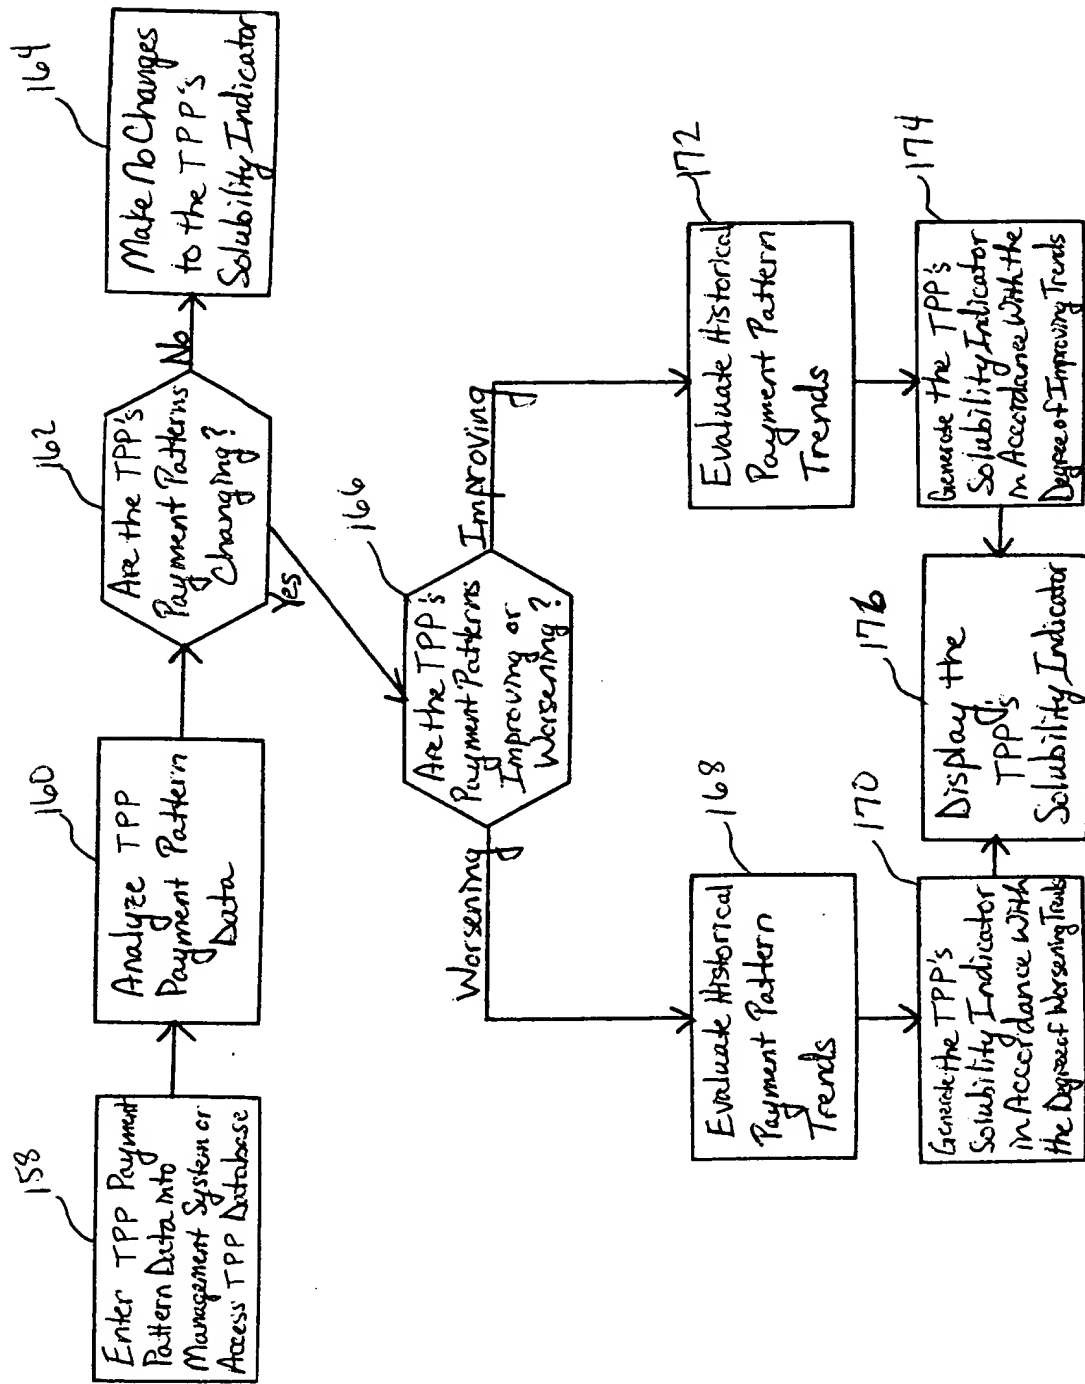 158
Enter TPP Payment
Pattern Data into
Management System or
Access TPP Database
160
Analyze TPP
Payment Pattern
Data
162
Are the TPP's
Payment Patterns
Changing?
No
Yes
164
Make No Changes
to the TPP's
Solubility Indicator
166
Are the TPP's
Payment Patterns
Improving or
Worsening?
Worsening
Improving
168
Evaluate Historical
Payment Pattern
Trends
172
Evaluate Historical
Payment Pattern
Trends
170
Generate the TPP's
Solubility Indicator
in Accordance With
the Degree of Worsening Trends
176
Display the
TPP's
Solubility Indicator
174
Generate the TPP's
Solubility Indicator
in Accordance With the
Degree of Improving Trends